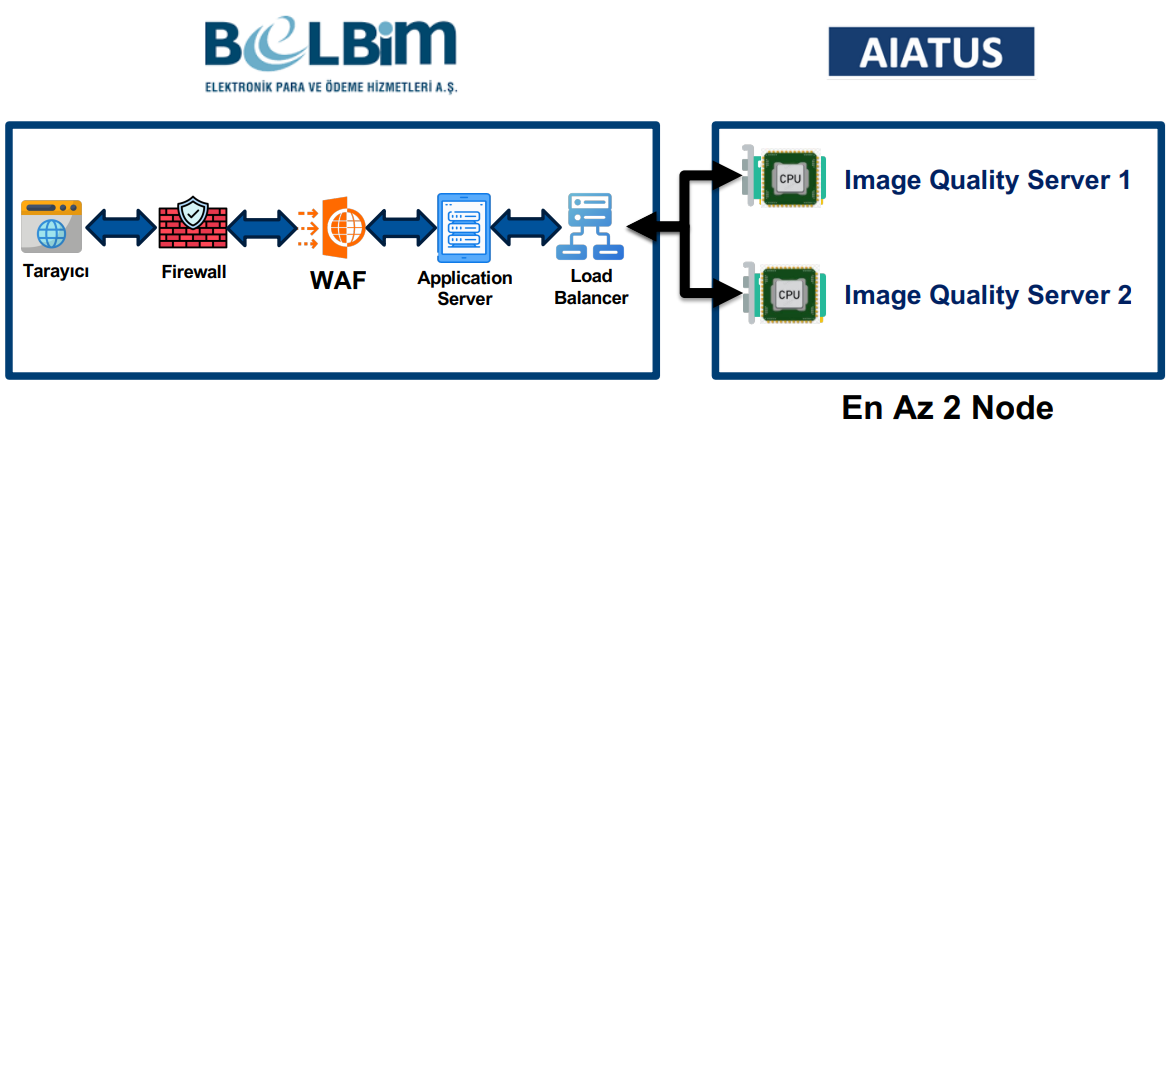 BELBiM
ELEKTRONİK PARA VE ÖDEME HİZMETLERİ A.Ş.
AIATUS
Tarayıcı
Firewall
WAF
Application
Server
Load
Balancer
CPU
Image Quality Server 1
CPU
Image Quality Server 2
En Az 2 Node